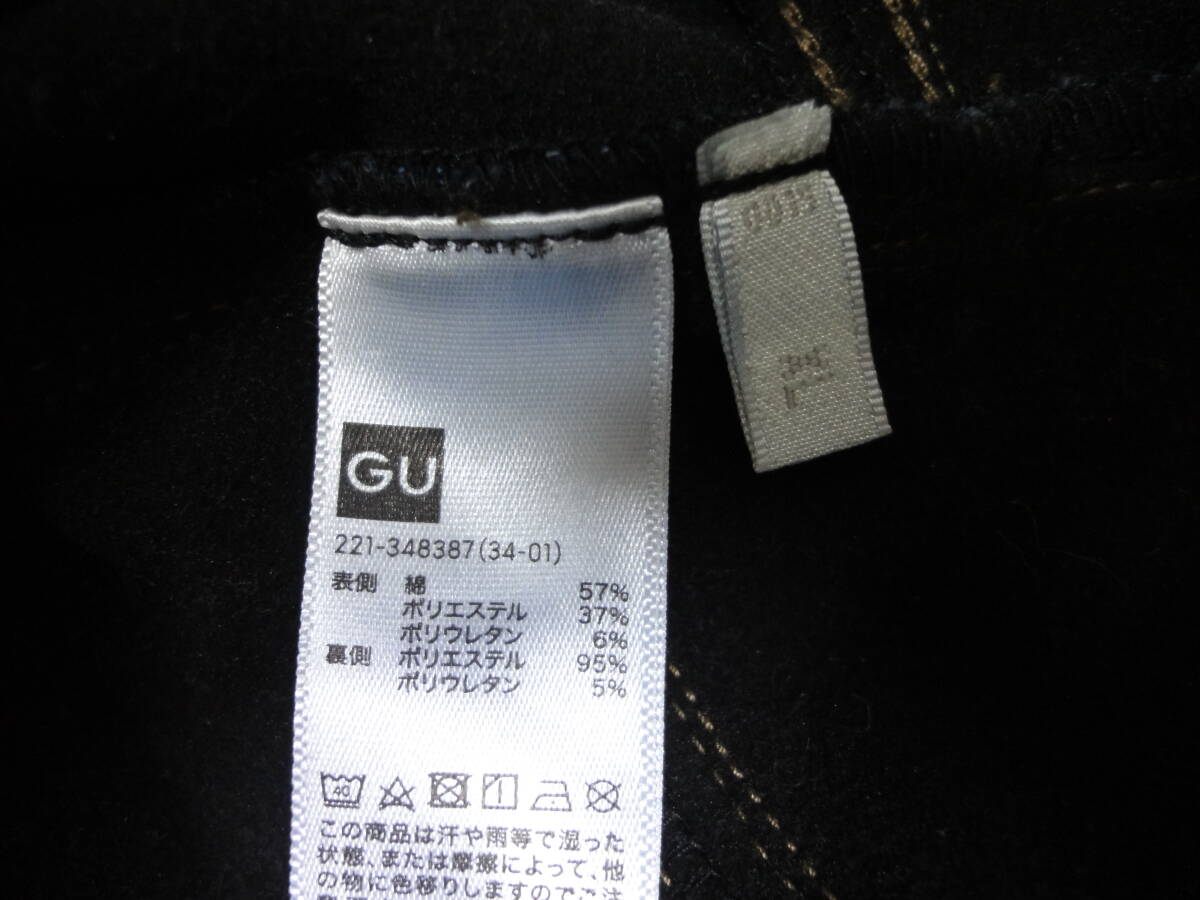 GU
221-348387(34-01)
表側 綿 57%
ポリエステル 37%
ポリウレタン 6%
裏側 ポリエステル 95%
ポリウレタン 5%
40
この商品は汗や雨等で湿った
状態、または摩擦によって、他
の物に色移りしますのでご注